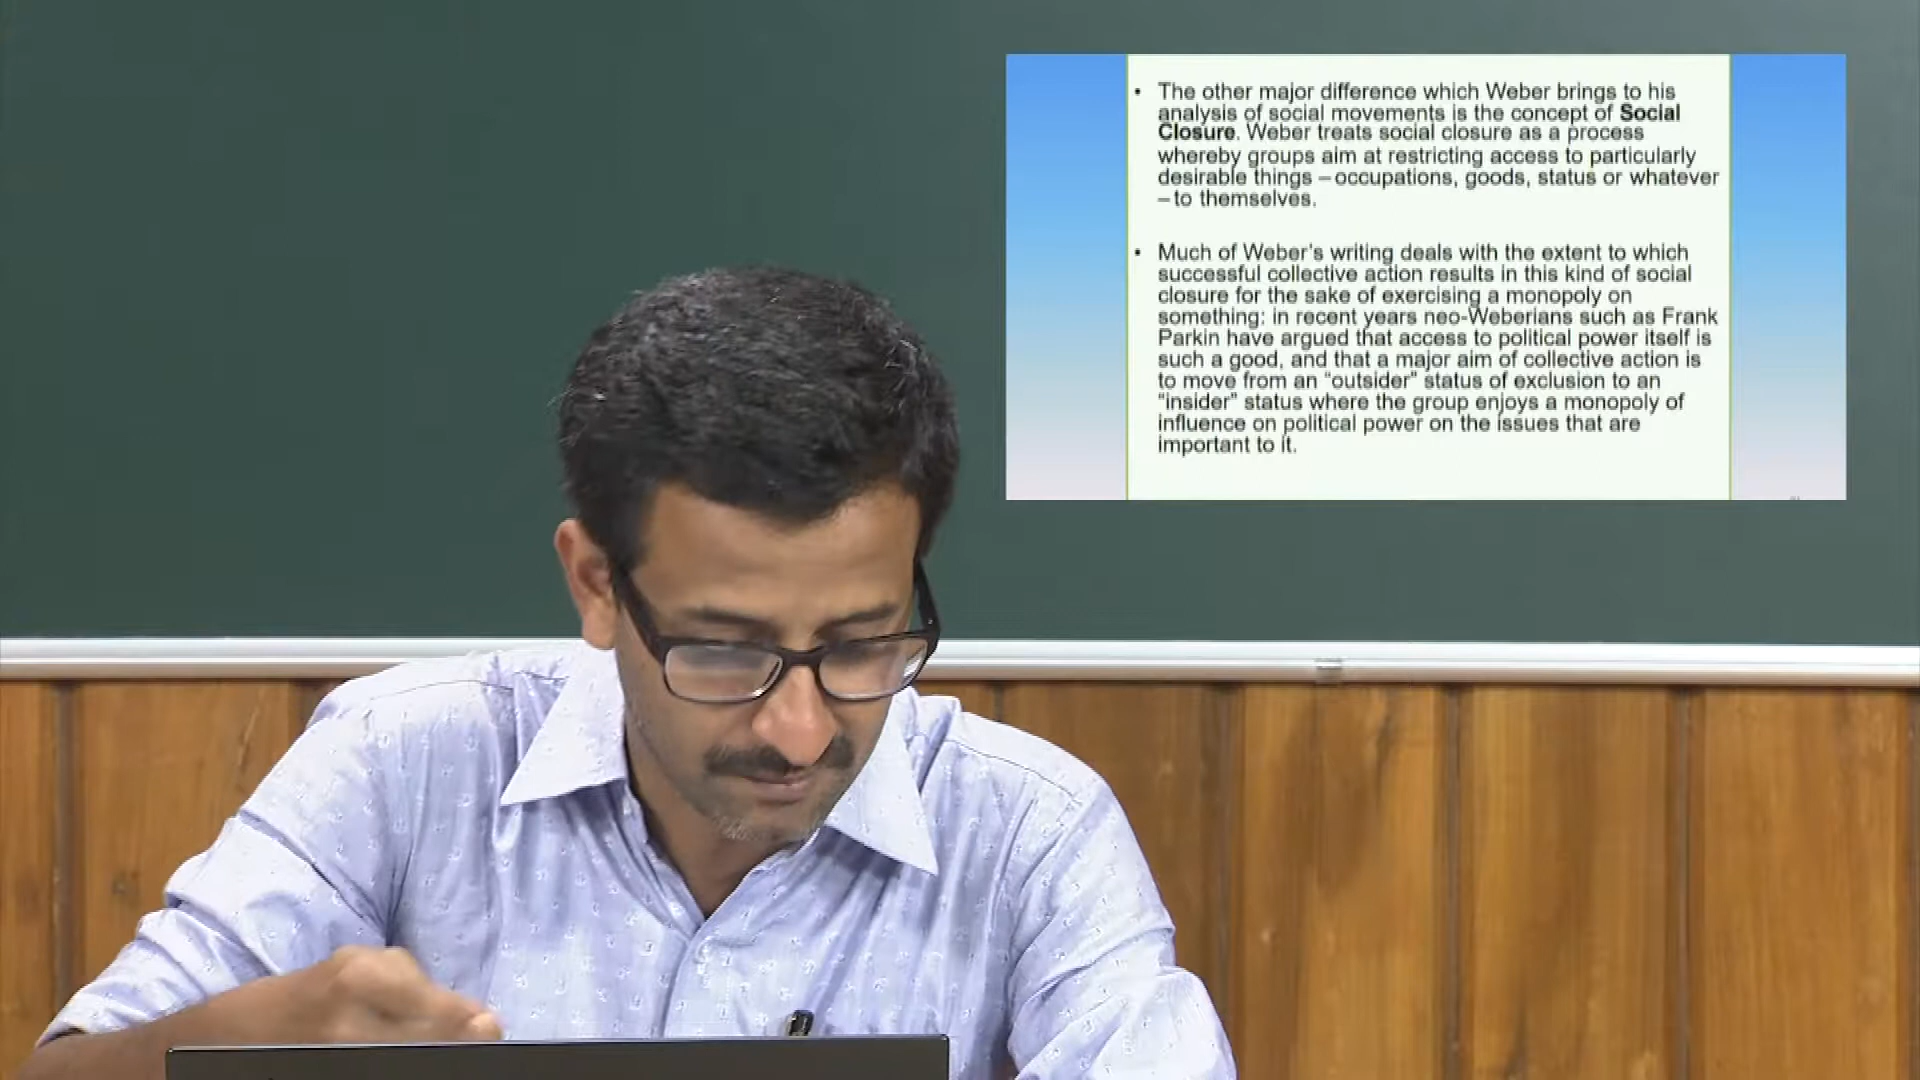 • The other major difference which Weber brings to his
analysis of social movements is the concept of Social
Closure. Weber treats social closure as a process
whereby groups aim at restricting access to particularly
desirable things – occupations, goods, status or whatever
– to themselves.
• Much of Weber's writing deals with the extent to which
successful collective action results in this kind of social
closure for the sake of exercising a monopoly on
something: in recent years neo-Weberians such as Frank
Parkin have argued that access to political power itself is
such a good, and that a major aim of collective action is
to move from an "outsider" status of exclusion to an
"insider" status where the group enjoys a monopoly of
influence on political power on the issues that are
important to it.